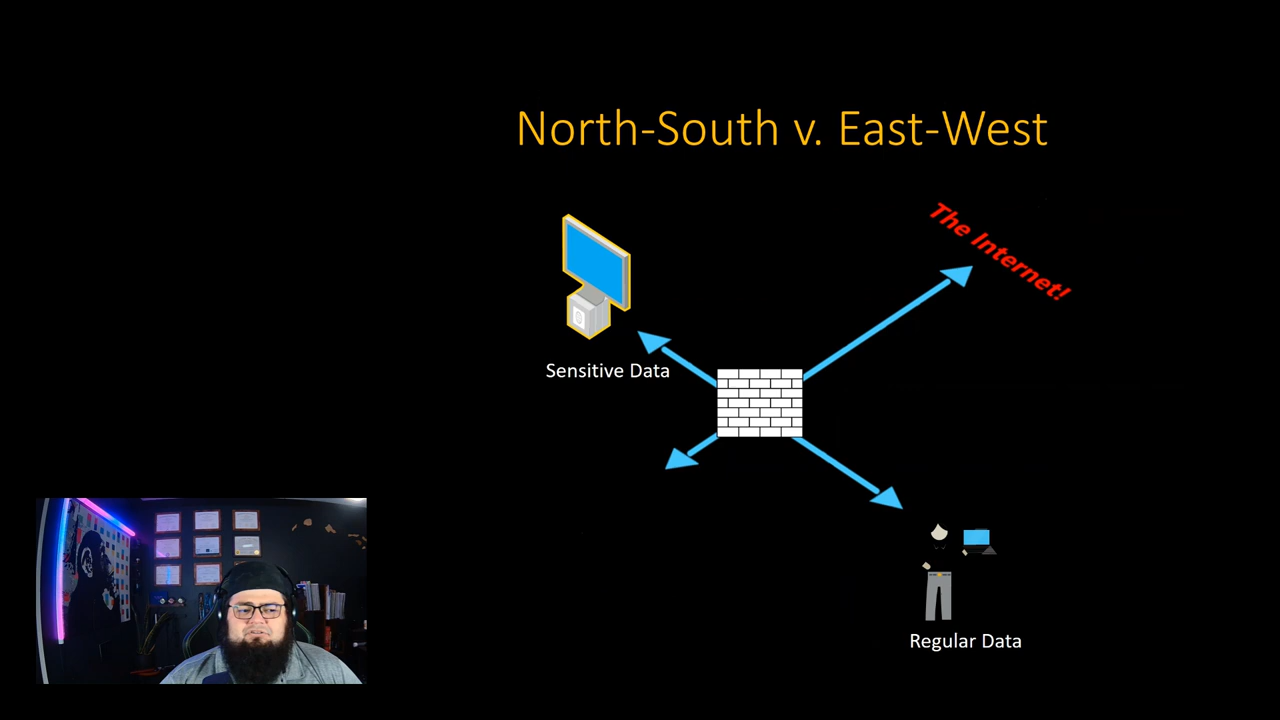 North-South v. East-West
The Internet!
Sensitive Data
Regular Data